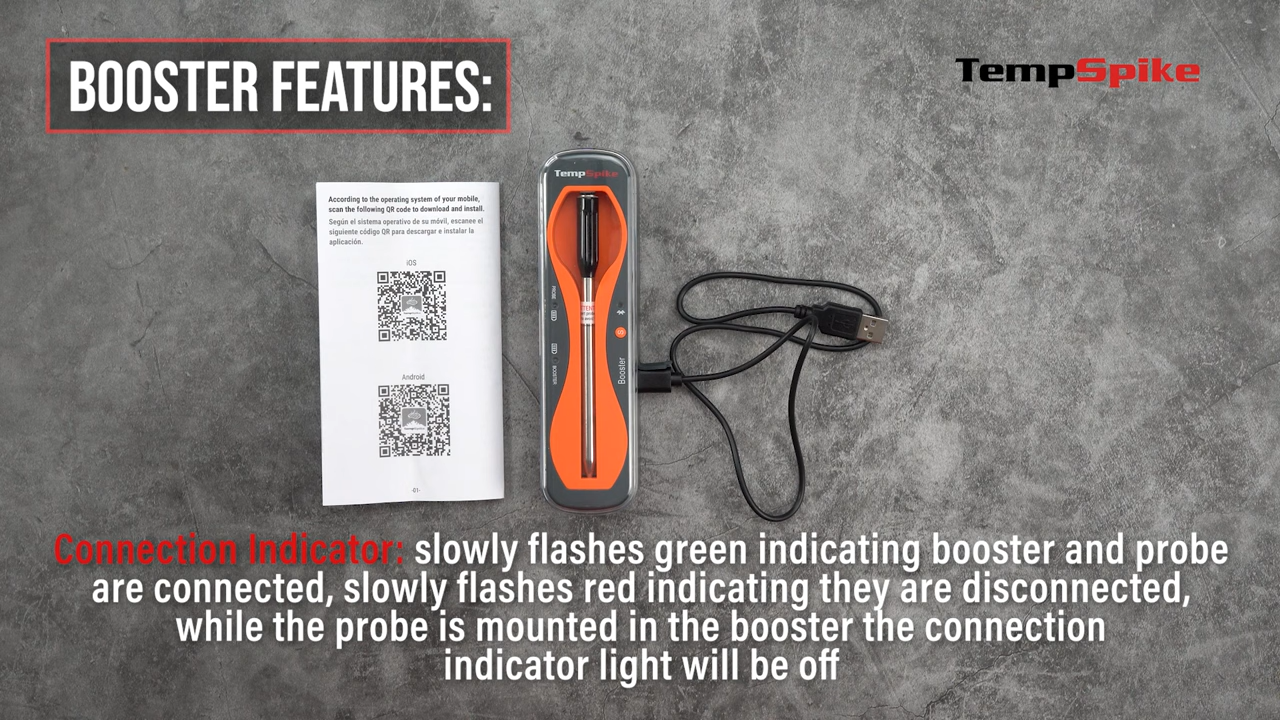 BOOSTER FEATURES:
TempSpike
According to the operating system of your mobile,
scan the following QR code to download and install.
Según el sistema operativo de su móvil, escanee el
siguiente código QR para descargar e instalar la
aplicación.
iOS
Android
-01-
TempSpike
PROBE
BOOSTER
Booster
Connection Indicator: slowly flashes green indicating booster and probe
are connected, slowly flashes red indicating they are disconnected,
while the probe is mounted in the booster the connection
indicator light will be off